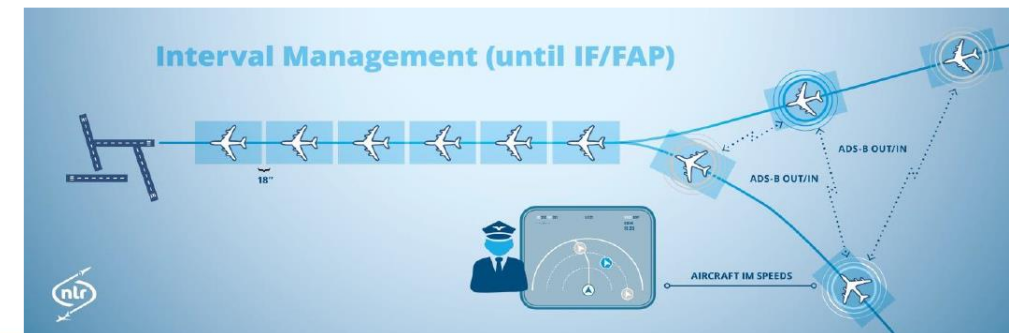 Interval Management (until IF/FAP)
ADS-B OUT/IN
ADS-B OUT/IN
18"
AIRCRAFT IM SPEEDS
nlr